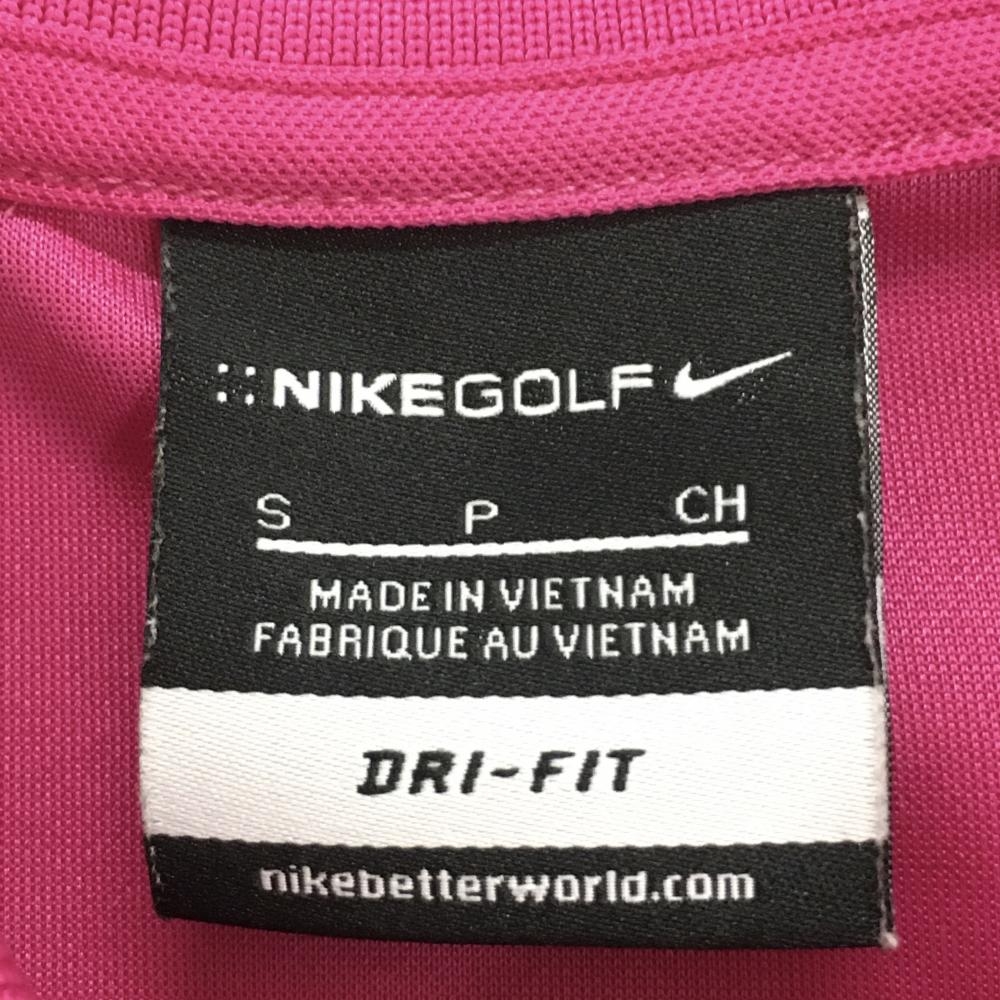 NIKEGOLF
S P CH
MADE IN VIETNAM
FABRIQUE AU VIETNAM
DRI-FIT
nikebetterworld.com